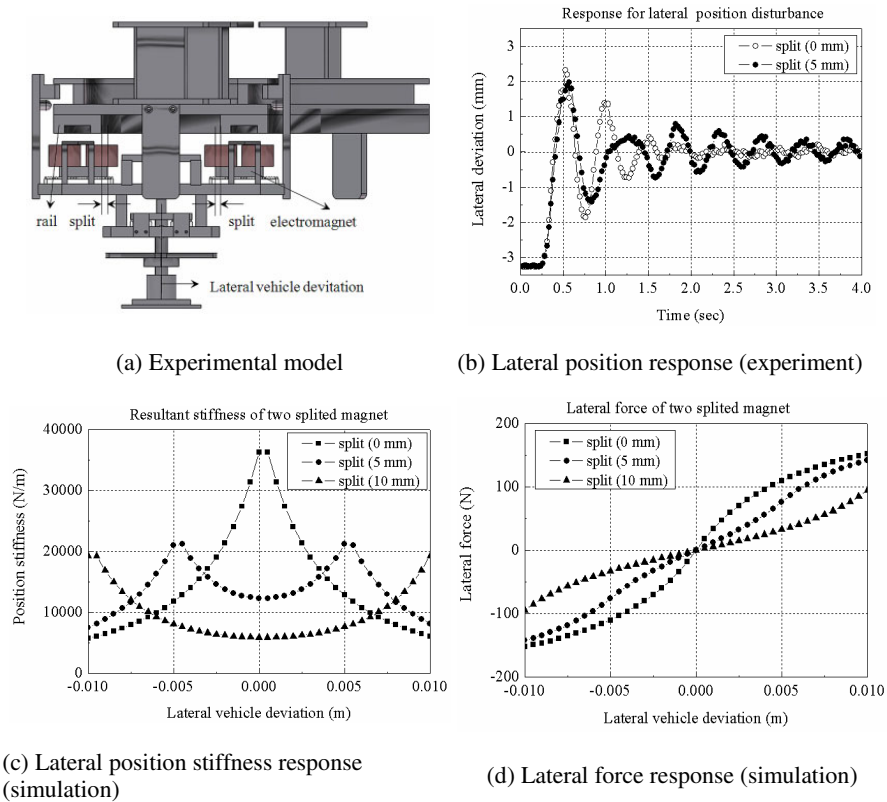 rail
split
split
electromagnet
Lateral vehicle devitation
(a) Experimental model
Response for lateral position disturbance
split (0 mm)
split (5 mm)
3
2
1
0
-1
-2
-3
Lateral deviation (mm)
0.0 0.5 1.0 1.5 2.0 2.5 3.0 3.5 4.0
Time (sec)
(b) Lateral position response (experiment)
Resultant stiffness of two splited magnet
split (0 mm)
split (5 mm)
split (10 mm)
40000
30000
20000
10000
0
Position stiffness (N/m)
-0.010 -0.005 0.000 0.005 0.010
Lateral vehicle deviation (m)
(c) Lateral position stiffness response
(simulation)
Lateral force of two splited magnet
split (0 mm)
split (5 mm)
split (10 mm)
200
100
0
-100
-200
Lateral force (N)
-0.010 -0.005 0.000 0.005 0.010
Lateral vehicle deviation (m)
(d) Lateral force response (simulation)